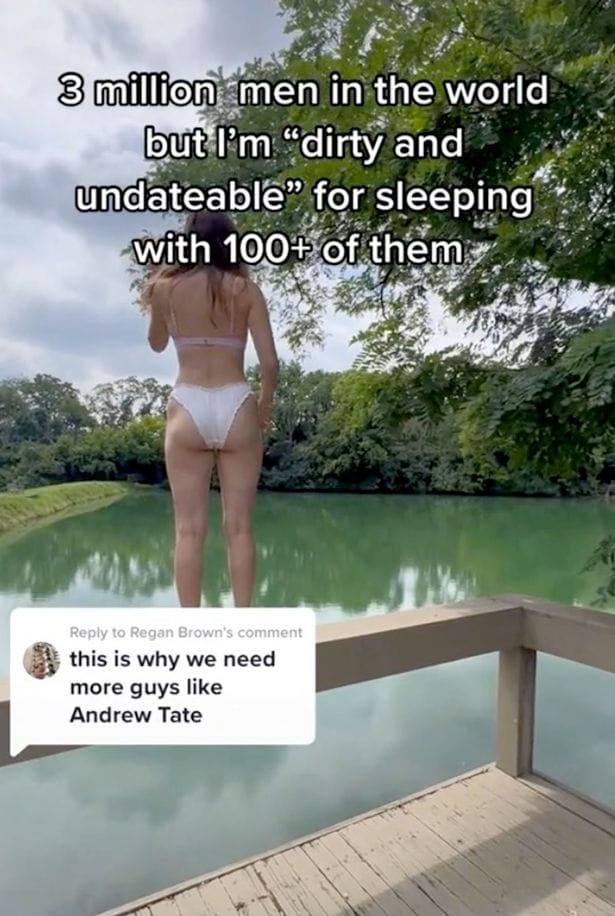 3 million men in the world
but I'm “dirty and
undateable” for sleeping
with 100+ of them
Reply to Regan Brown's comment
this is why we need
more guys like
Andrew Tate